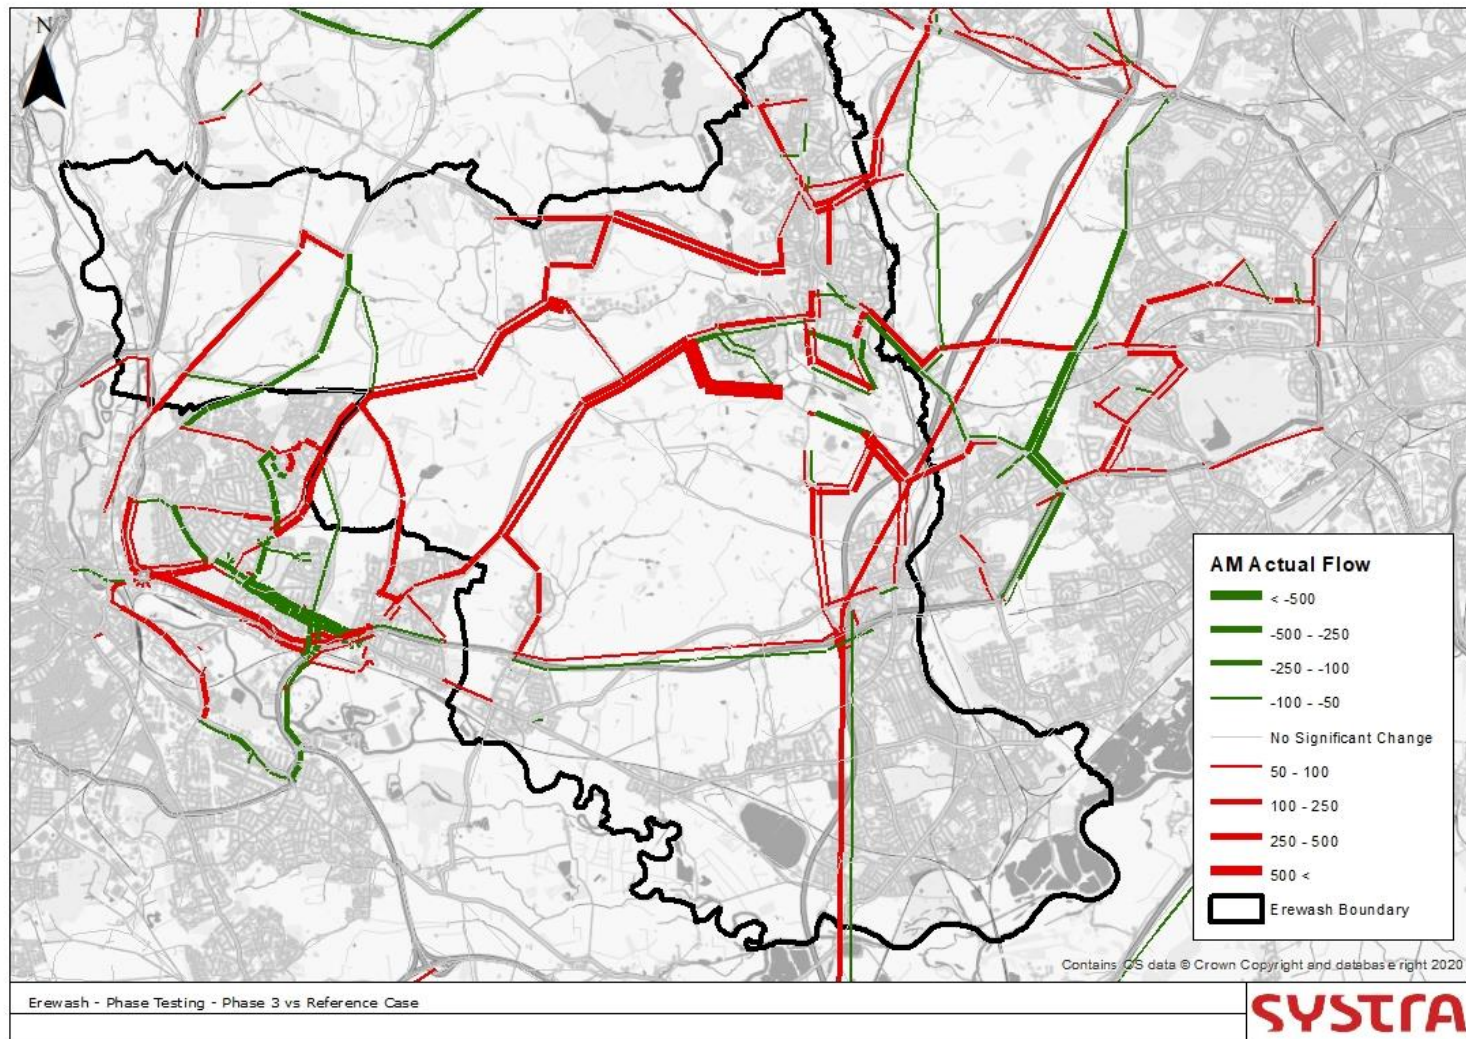 N
AM Actual Flow
< -500
-500 - -250
-250 - -100
-100 - -50
No Significant Change
50 - 100
100 - 250
250 - 500
500 <
Erewash Boundary
Contains OS data © Crown Copyright and database right 2020
Erewash - Phase Testing - Phase 3 vs Reference Case
SYSTRA